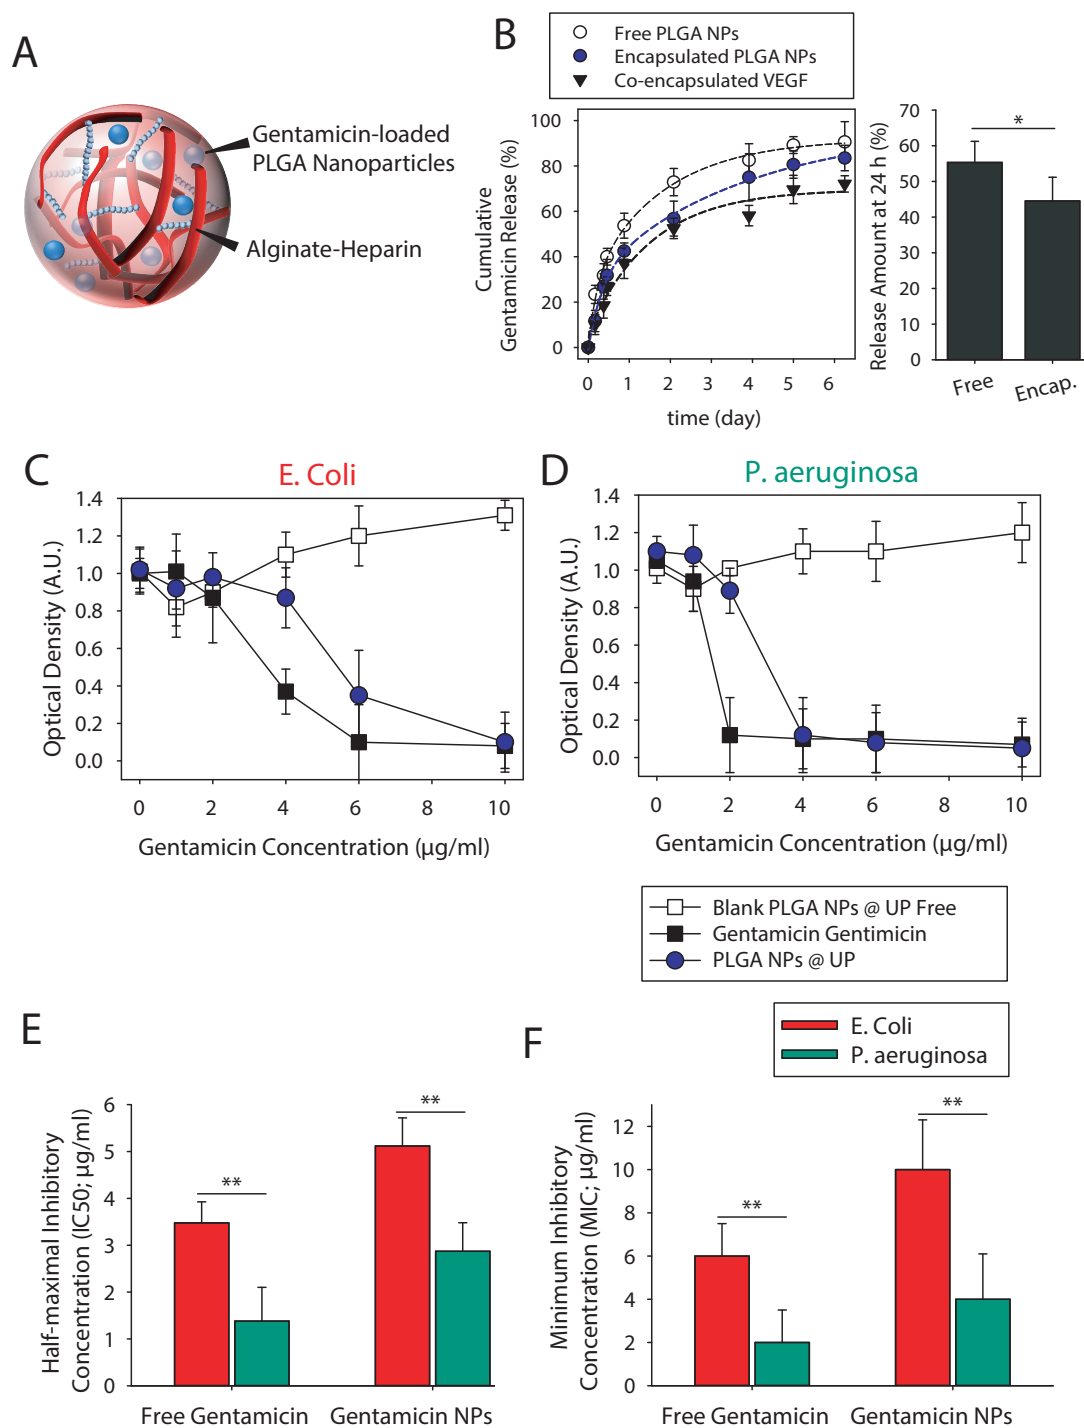 A
Gentamicin-loaded
PLGA Nanoparticles
Alginate-Heparin
B
Free PLGA NPs
Encapsulated PLGA NPs
Co-encapsulated VEGF
Cumulative
Gentamicin Release (%)
100
80
60
40
20
0
0 1 2 3 4 5 6
time (day)
Release Amount at 24 h (%)
70
60
50
40
30
20
10
0
*
Free
Encap.
C
E. Coli
Optical Density (A.U.)
1.4
1.2
1.0
0.8
0.6
0.4
0.2
0.0
0 2 4 6 8 10
Gentamicin Concentration (µg/ml)
D
P. aeruginosa
Optical Density (A.U.)
1.4
1.2
1.0
0.8
0.6
0.4
0.2
0.0
0 2 4 6 8 10
Gentamicin Concentration (µg/ml)
Blank PLGA NPs @ UP Free
Gentamicin Gentimicin
PLGA NPs @ UP
E. Coli
P. aeruginosa
E
Half-maximal Inhibitory
Concentration (IC50; µg/ml)
6
5
4
3
2
1
0
**
**
Free Gentamicin
Gentamicin NPs
F
Minimum Inhibitory
Concentration (MIC; µg/ml)
12
10
8
6
4
2
0
**
**
Free Gentamicin
Gentamicin NPs